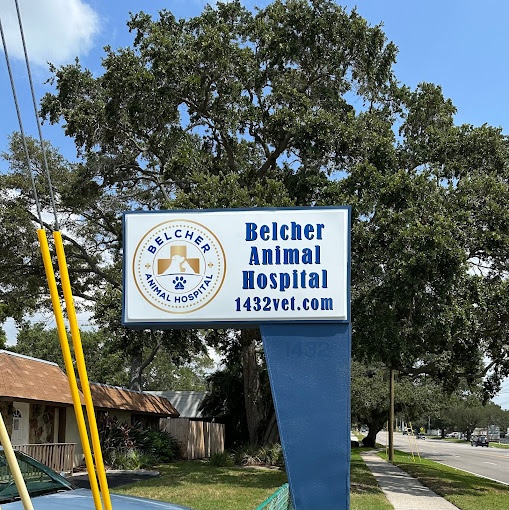 BELCHER
ANIMAL HOSPITAL
Belcher
Animal
Hospital
1432vet.com
1432